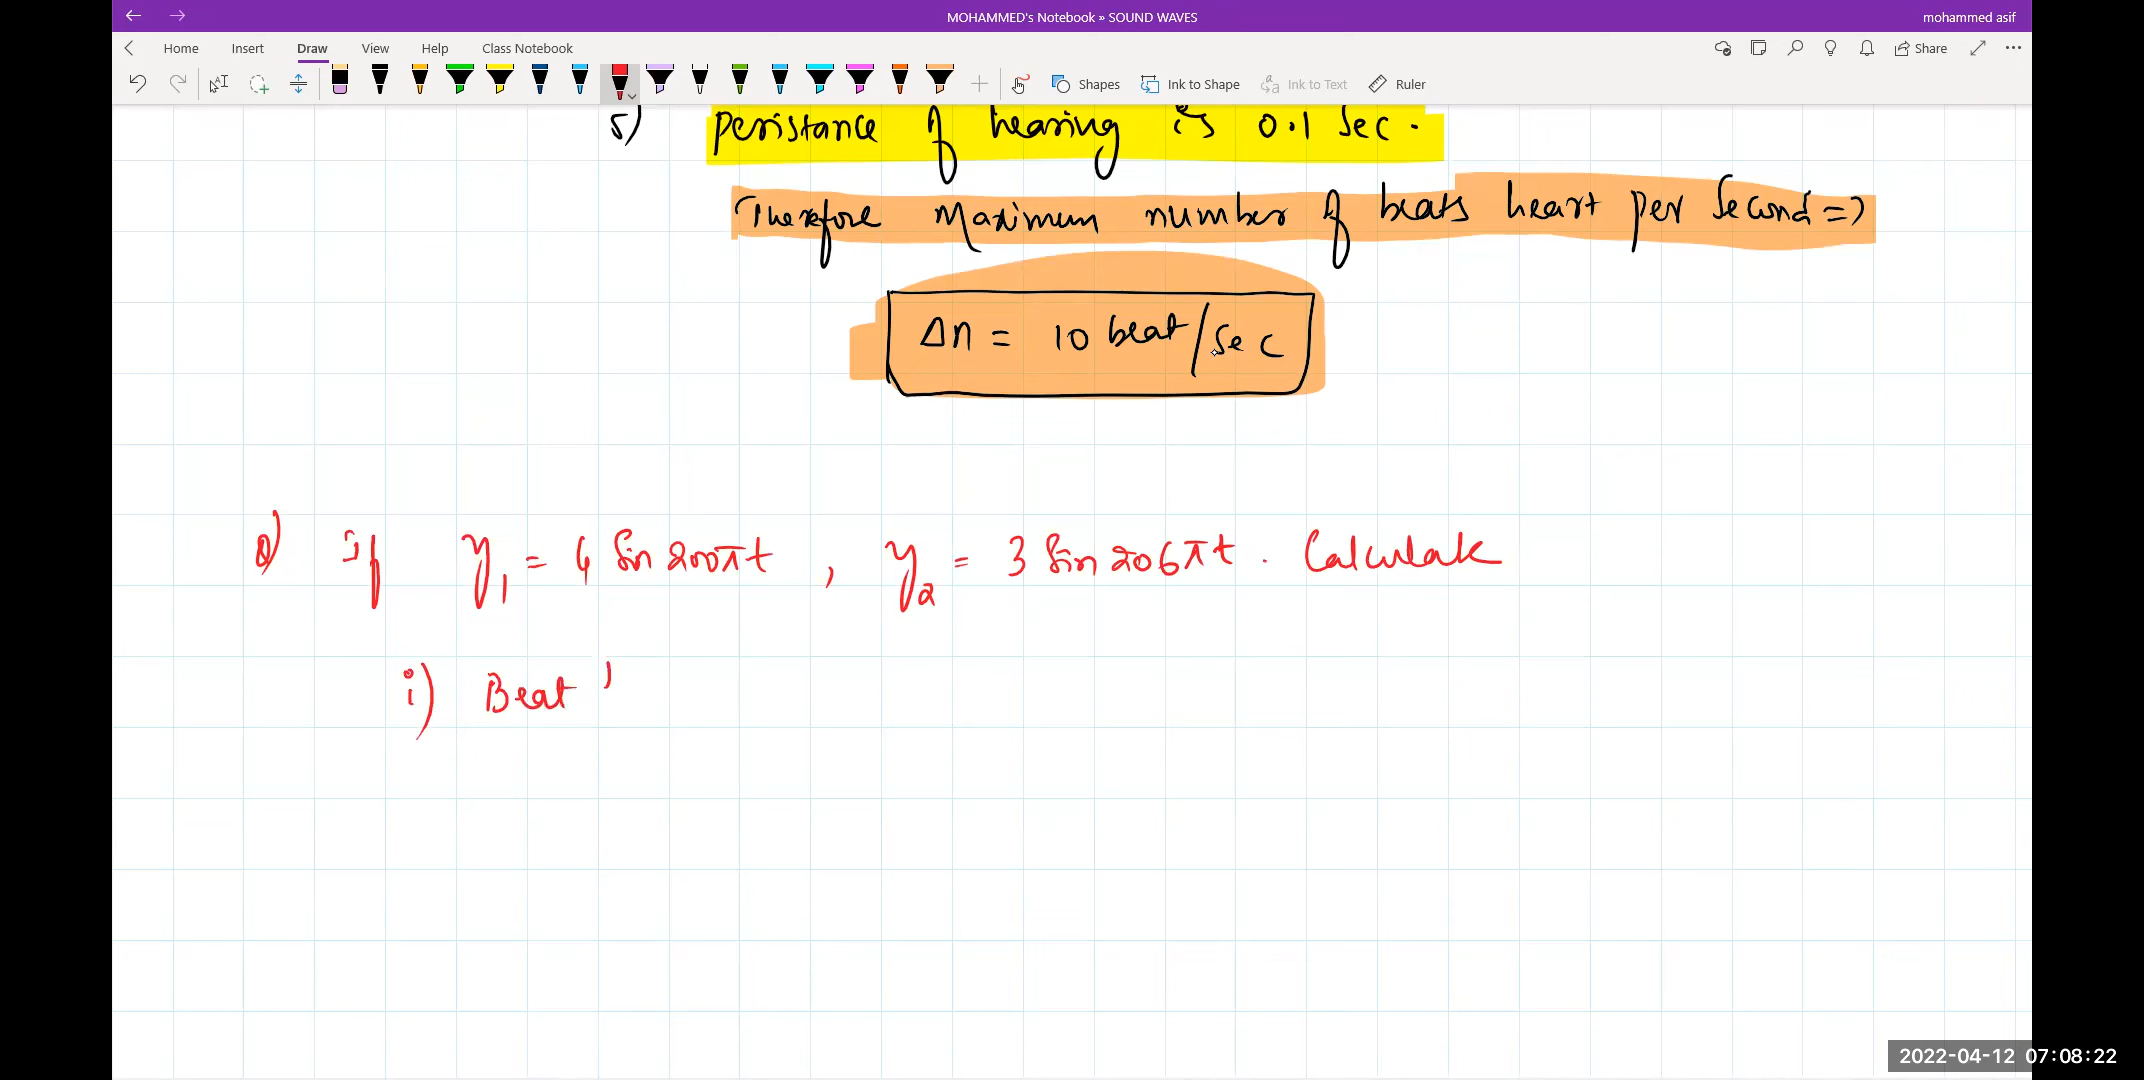 MOHAMMED's Notebook » SOUND WAVES
mohammed asif
Home Insert Draw View Help Class Notebook
Share
Shapes Ink to Shape Ink to Text Ruler
5) Peristance of hearing is 0.1 Sec.
Therefore Maximum number of beats heart per Second =>
Δn = 10 beat/Sec
Q) if y₁ = 4 Sin 200πt , y₂ = 3 Sin 206πt . Calculate
i) Beat
2022-04-12 07:08:22